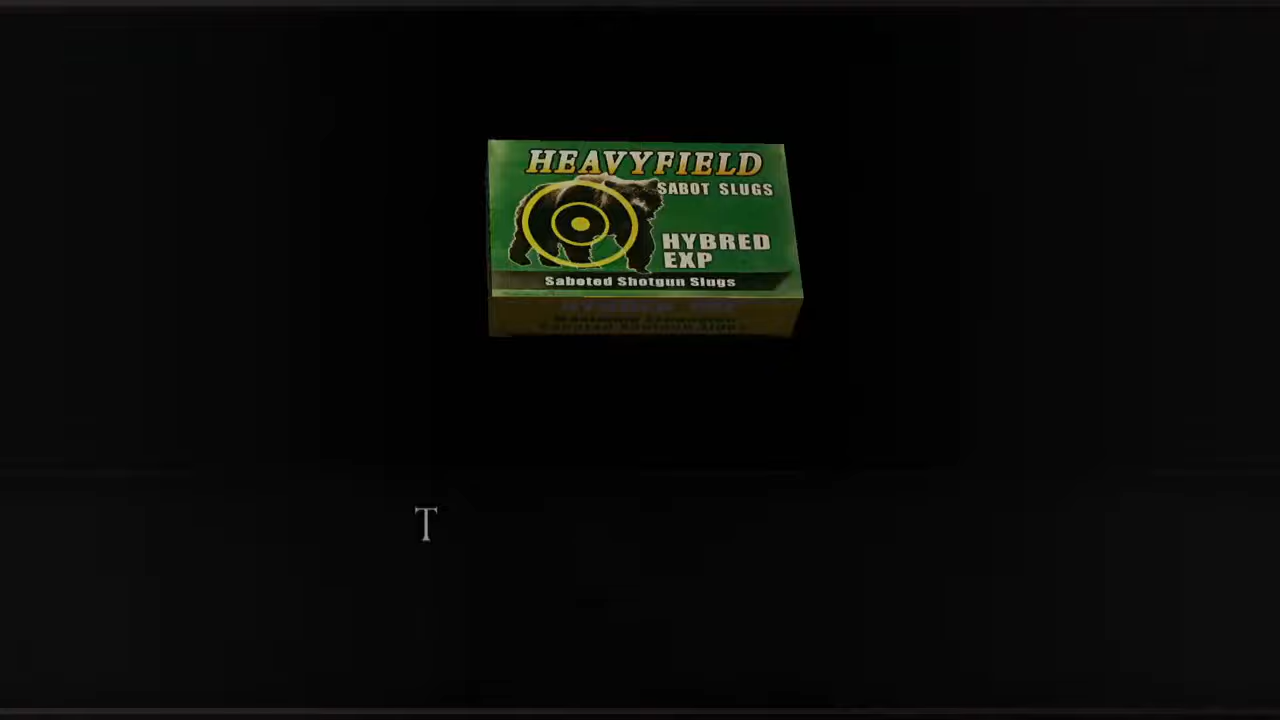 HEAVYFIELD
SABOT SLUGS
HYBRED
EXP
Saboted Shotgun Slugs
T